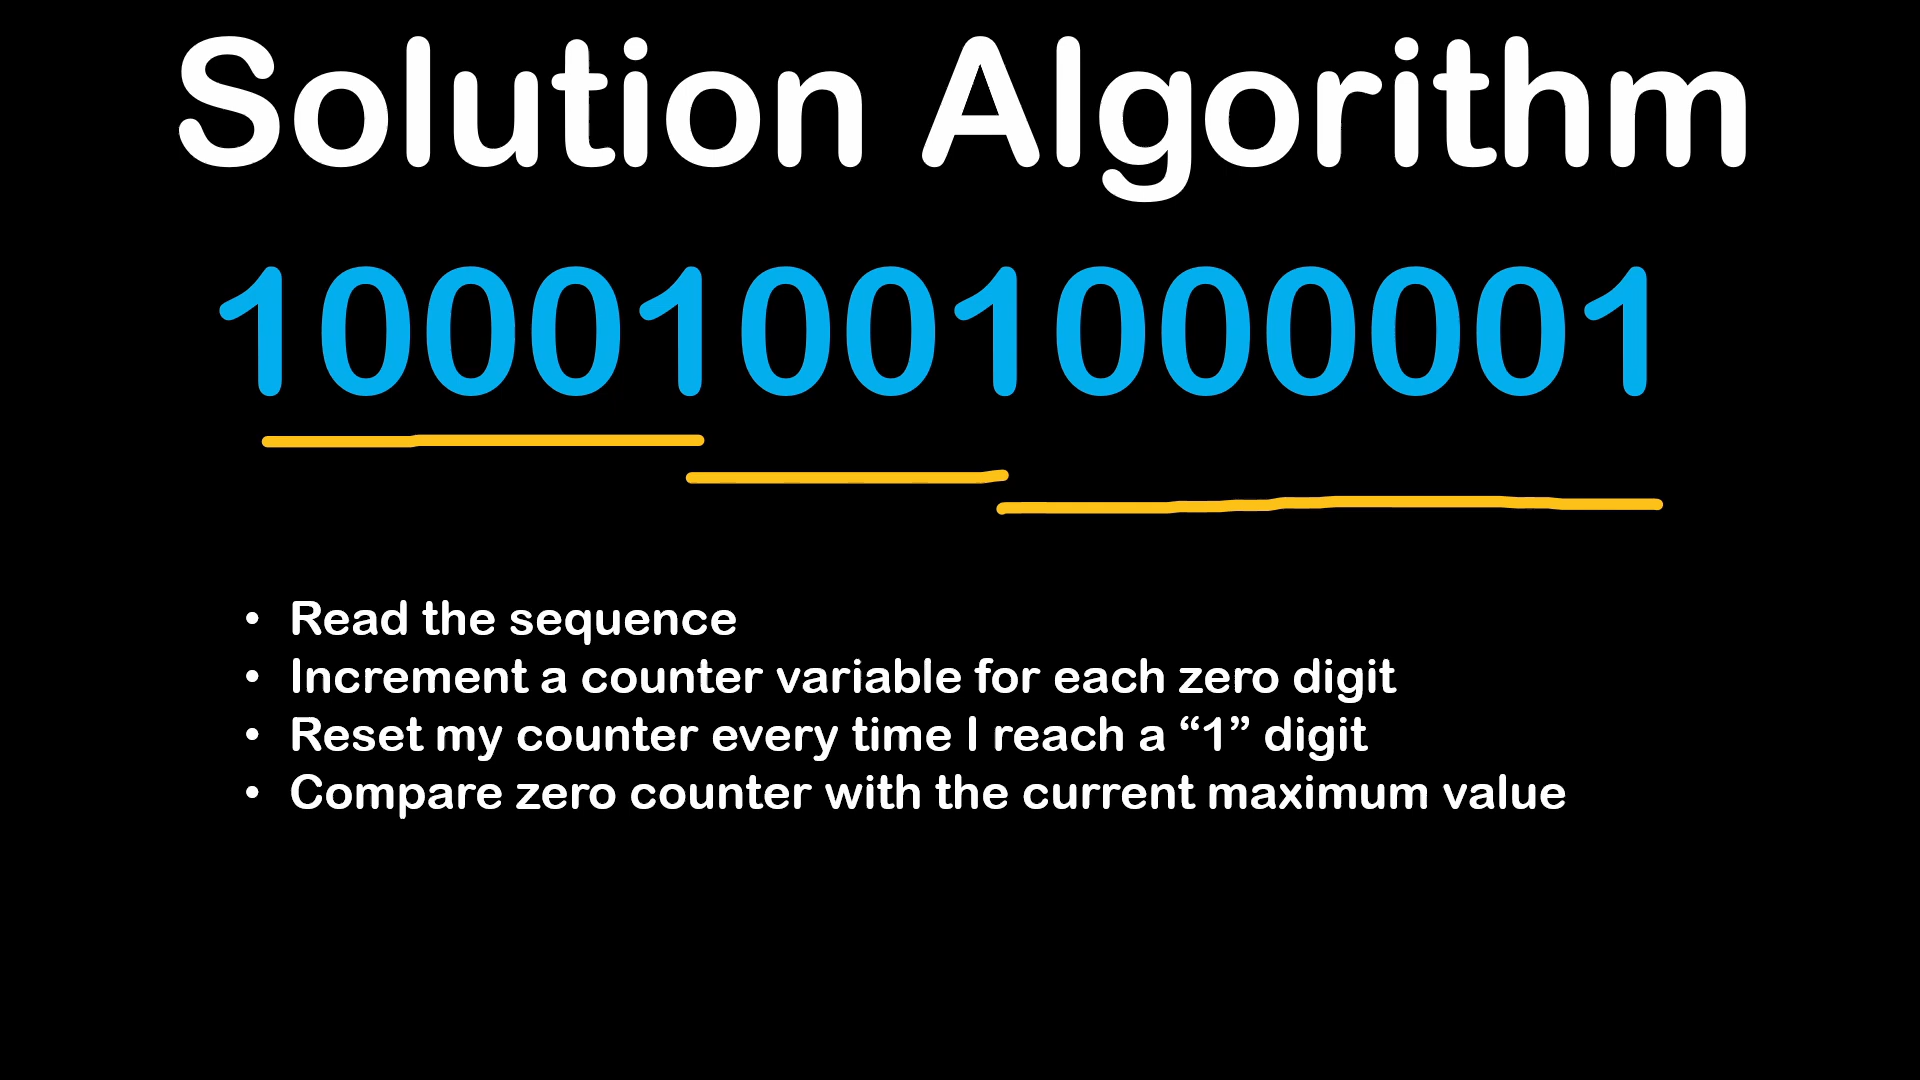 Solution Algorithm
10001001000001
• Read the sequence
• Increment a counter variable for each zero digit
• Reset my counter every time I reach a “1” digit
• Compare zero counter with the current maximum value